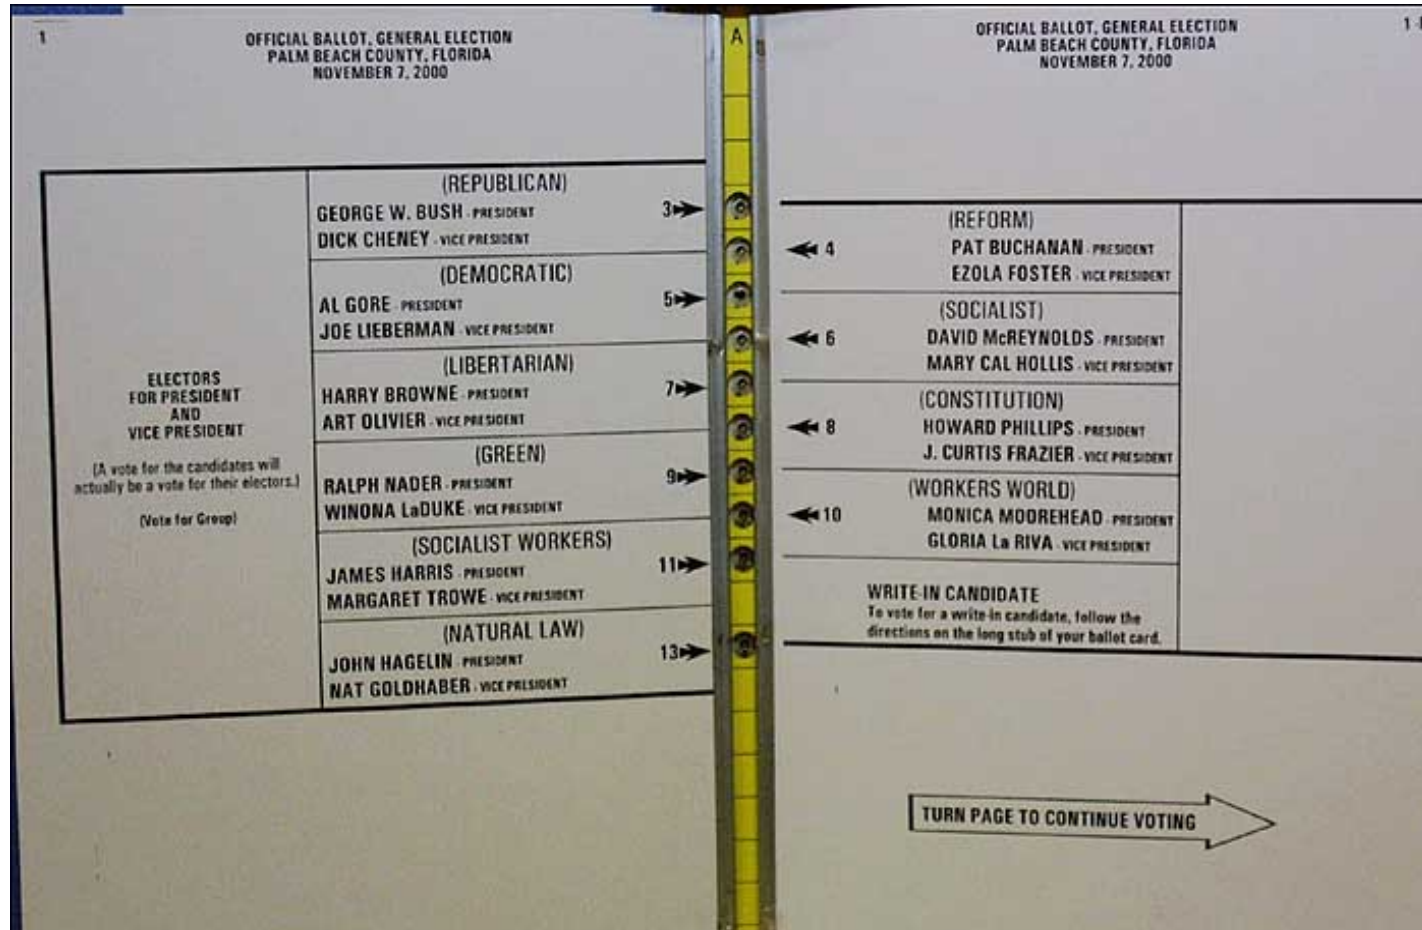 1
OFFICIAL BALLOT, GENERAL ELECTION
PALM BEACH COUNTY, FLORIDA
NOVEMBER 7, 2000
ELECTORS
FOR PRESIDENT
AND
VICE PRESIDENT
(A vote for the candidates will
actually be a vote for their electors.)
(Vote for Group)
(REPUBLICAN)
GEORGE W. BUSH - PRESIDENT
DICK CHENEY - VICE PRESIDENT
3
(DEMOCRATIC)
AL GORE - PRESIDENT
JOE LIEBERMAN - VICE PRESIDENT
5
(LIBERTARIAN)
HARRY BROWNE - PRESIDENT
ART OLIVIER - VICE PRESIDENT
7
(GREEN)
RALPH NADER - PRESIDENT
WINONA LaDUKE - VICE PRESIDENT
9
(SOCIALIST WORKERS)
JAMES HARRIS - PRESIDENT
MARGARET TROWE - VICE PRESIDENT
11
(NATURAL LAW)
JOHN HAGELIN - PRESIDENT
NAT GOLDHABER - VICE PRESIDENT
13
A
OFFICIAL BALLOT, GENERAL ELECTION
PALM BEACH COUNTY, FLORIDA
NOVEMBER 7, 2000
(REFORM)
4
PAT BUCHANAN - PRESIDENT
EZOLA FOSTER - VICE PRESIDENT
(SOCIALIST)
6
DAVID McREYNOLDS - PRESIDENT
MARY CAL HOLLIS - VICE PRESIDENT
(CONSTITUTION)
8
HOWARD PHILLIPS - PRESIDENT
J. CURTIS FRAZIER - VICE PRESIDENT
(WORKERS WORLD)
10
MONICA MOOREHEAD - PRESIDENT
GLORIA La RIVA - VICE PRESIDENT
WRITE-IN CANDIDATE
To vote for a write-in candidate, follow the
directions on the long stub of your ballot card.
TURN PAGE TO CONTINUE VOTING